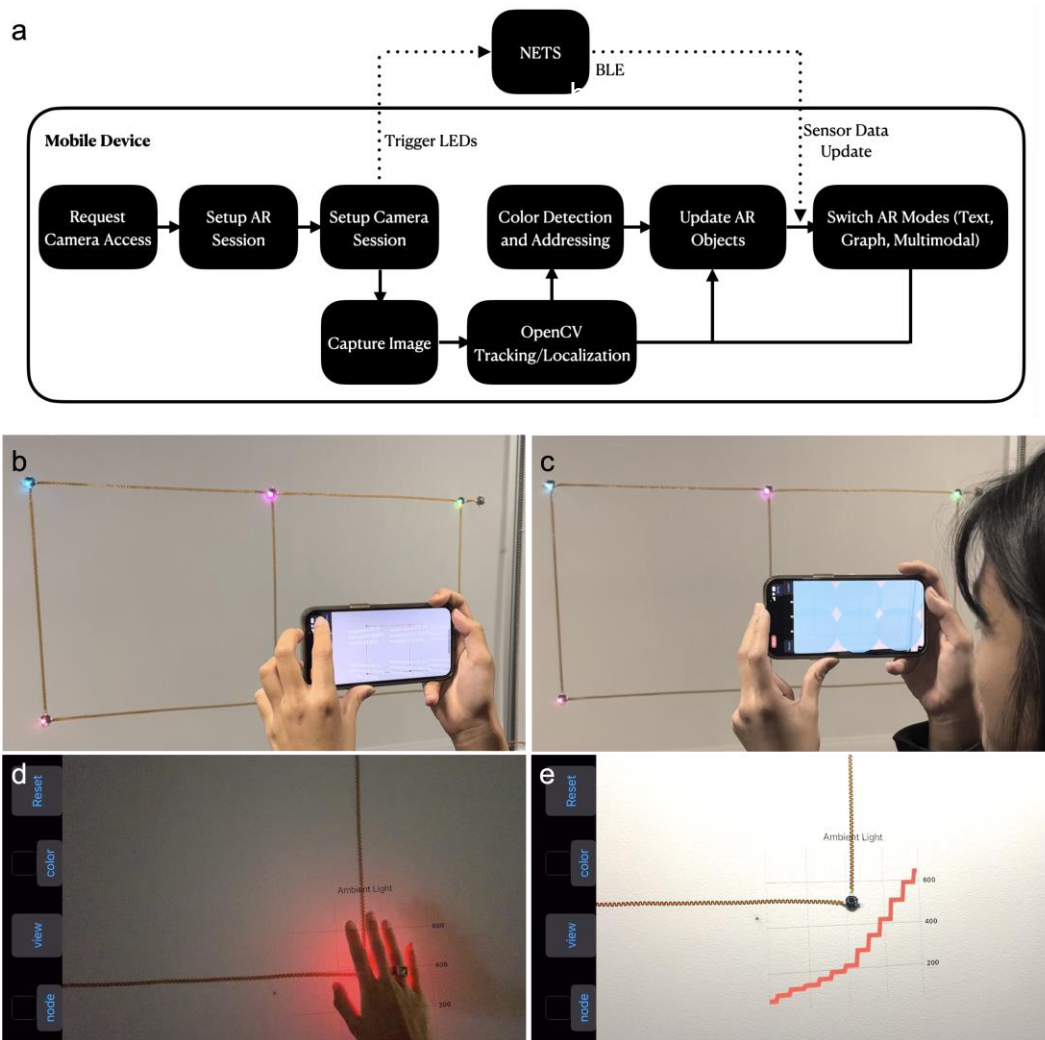 a
NETS
BLE
Mobile Device
Trigger LEDs
Sensor Data
Update
Request
Camera Access
Setup AR
Session
Setup Camera
Session
Color Detection
and Addressing
Update AR
Objects
Switch AR Modes (Text,
Graph, Multimodal)
Capture Image
OpenCV
Tracking/Localization
b
c
d
Reset
color
view
node
Ambient Light
600
400
200
e
Reset
color
view
node
Ambient Light
600
400
200